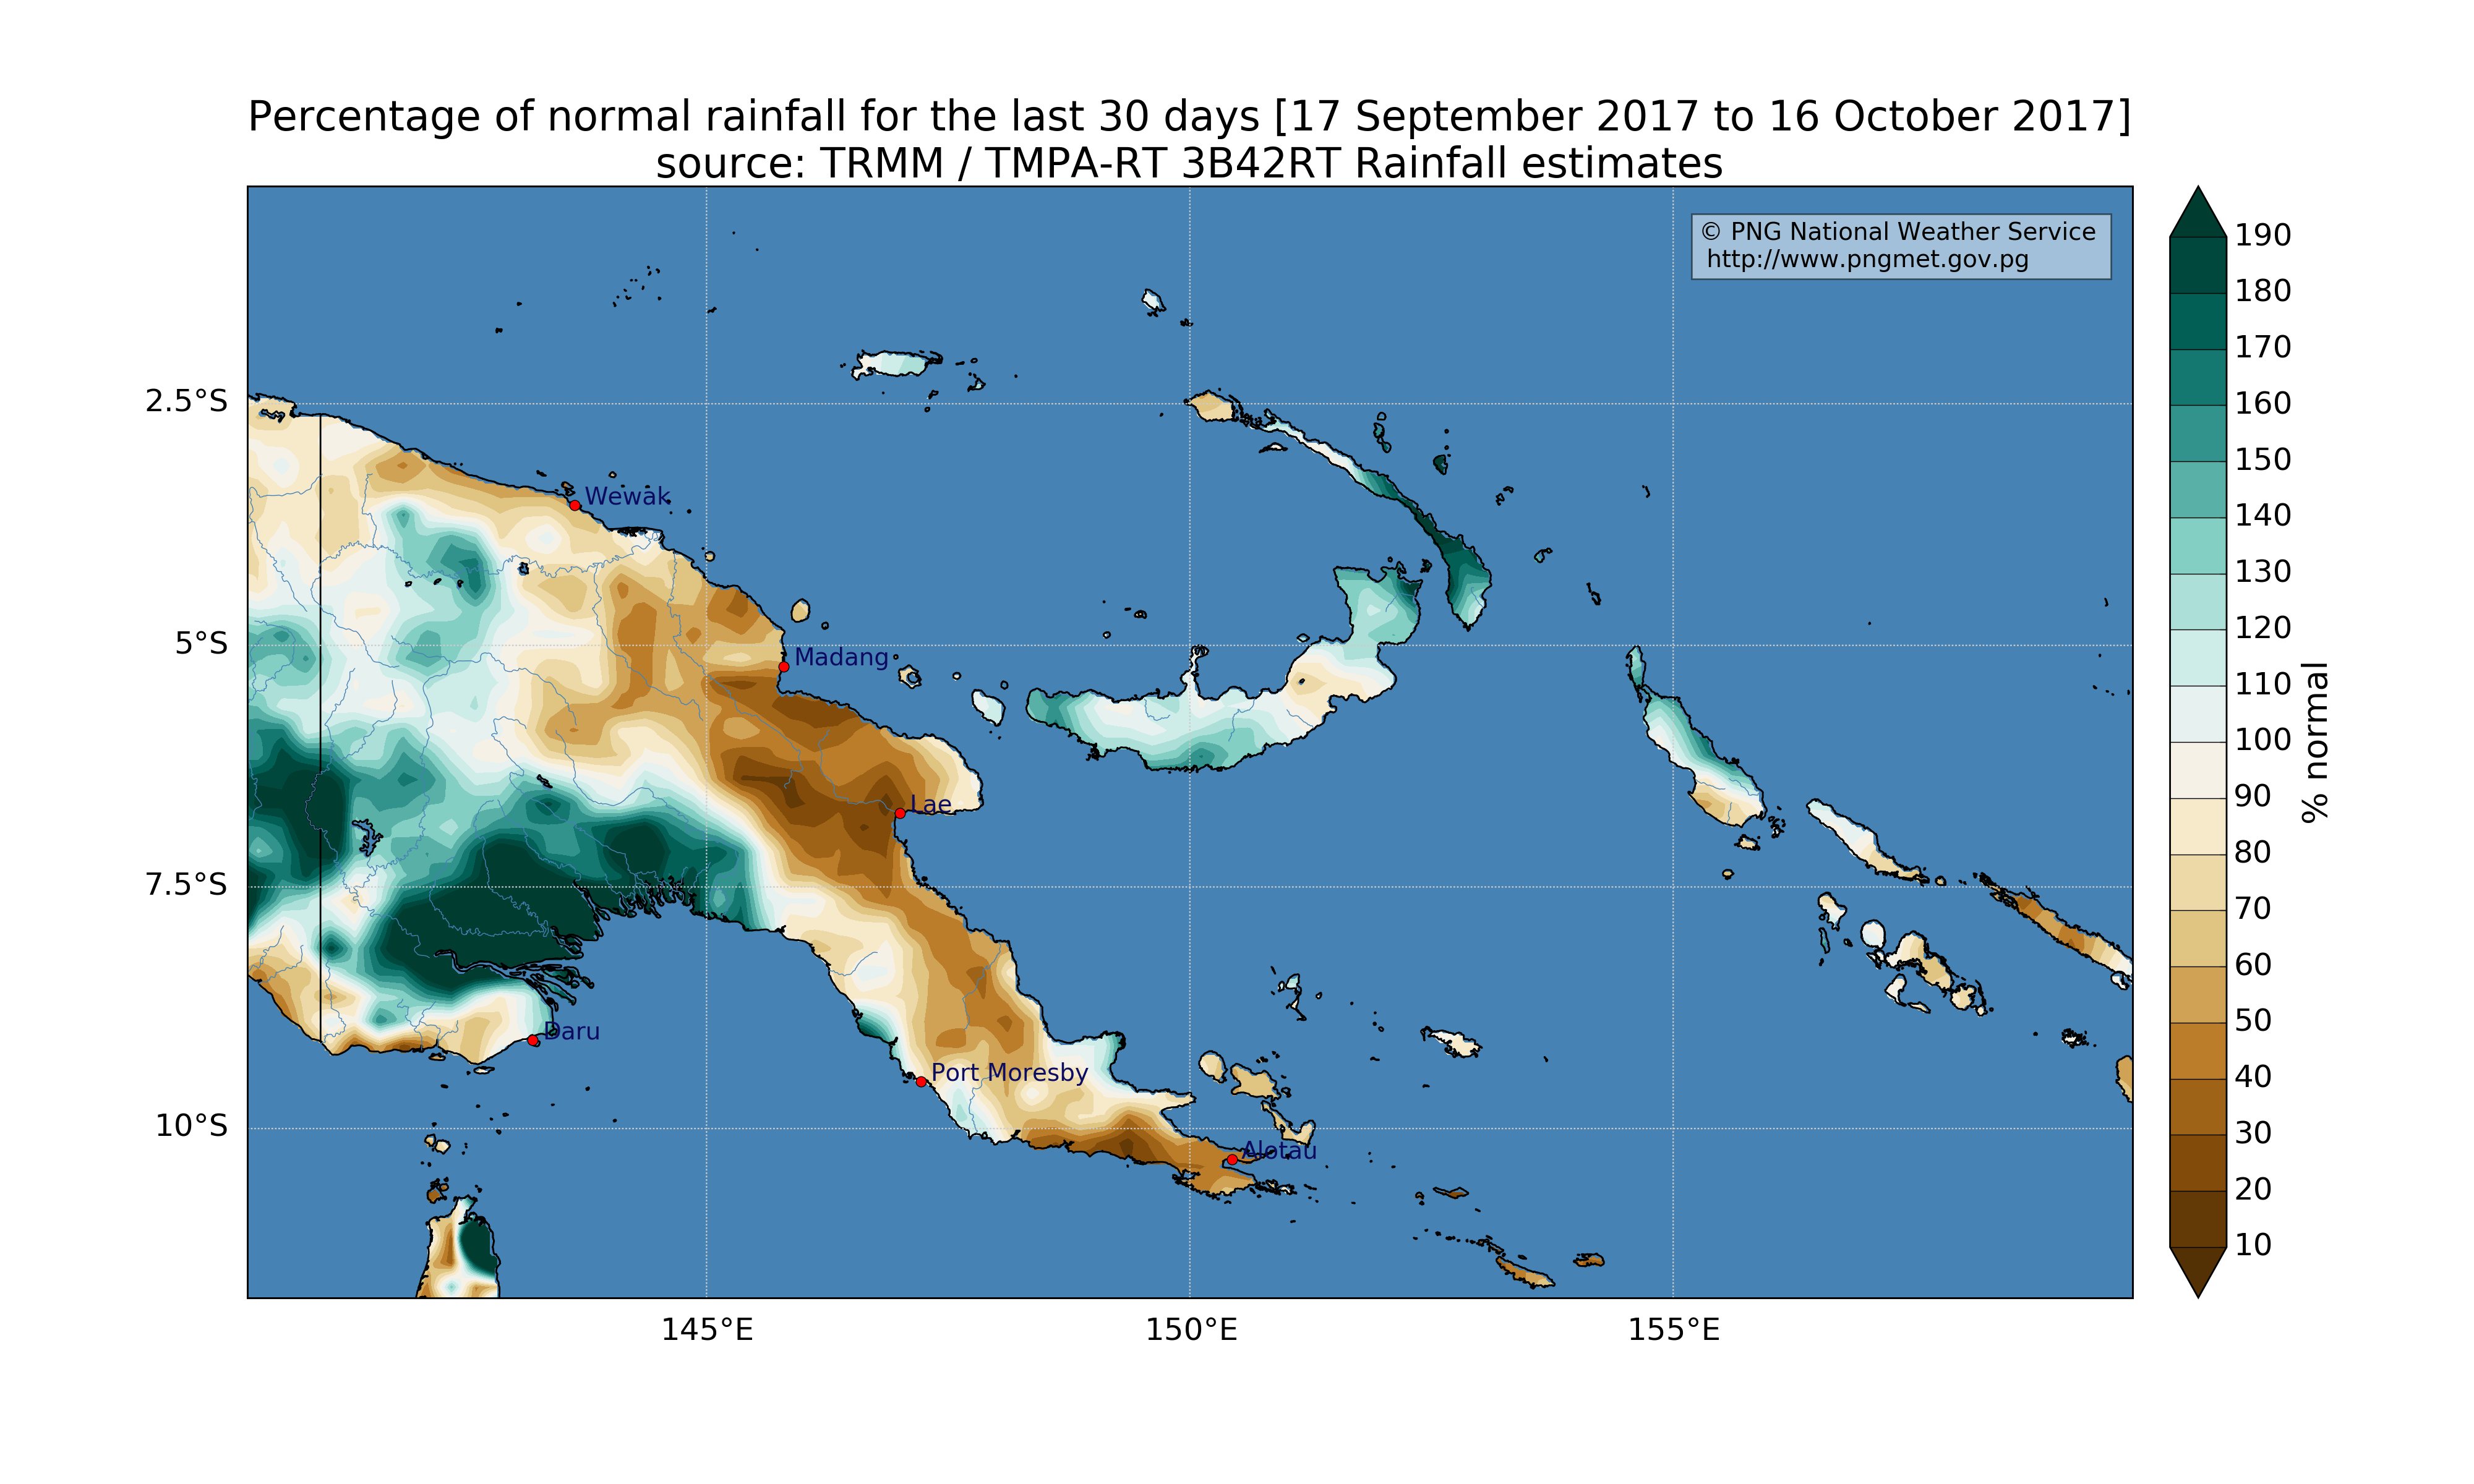 Percentage of normal rainfall for the last 30 days [17 September 2017 to 16 October 2017]
source: TRMM / TMPA-RT 3B42RT Rainfall estimates
© PNG National Weather Service
http://www.pngmet.gov.pg
2.5°S
5°S
7.5°S
10°S
Wewak
Madang
Lae
Daru
Port Moresby
Alotau
145°E
150°E
155°E
190
180
170
160
150
140
130
120
110
100
90
80
70
60
50
40
30
20
10
% normal